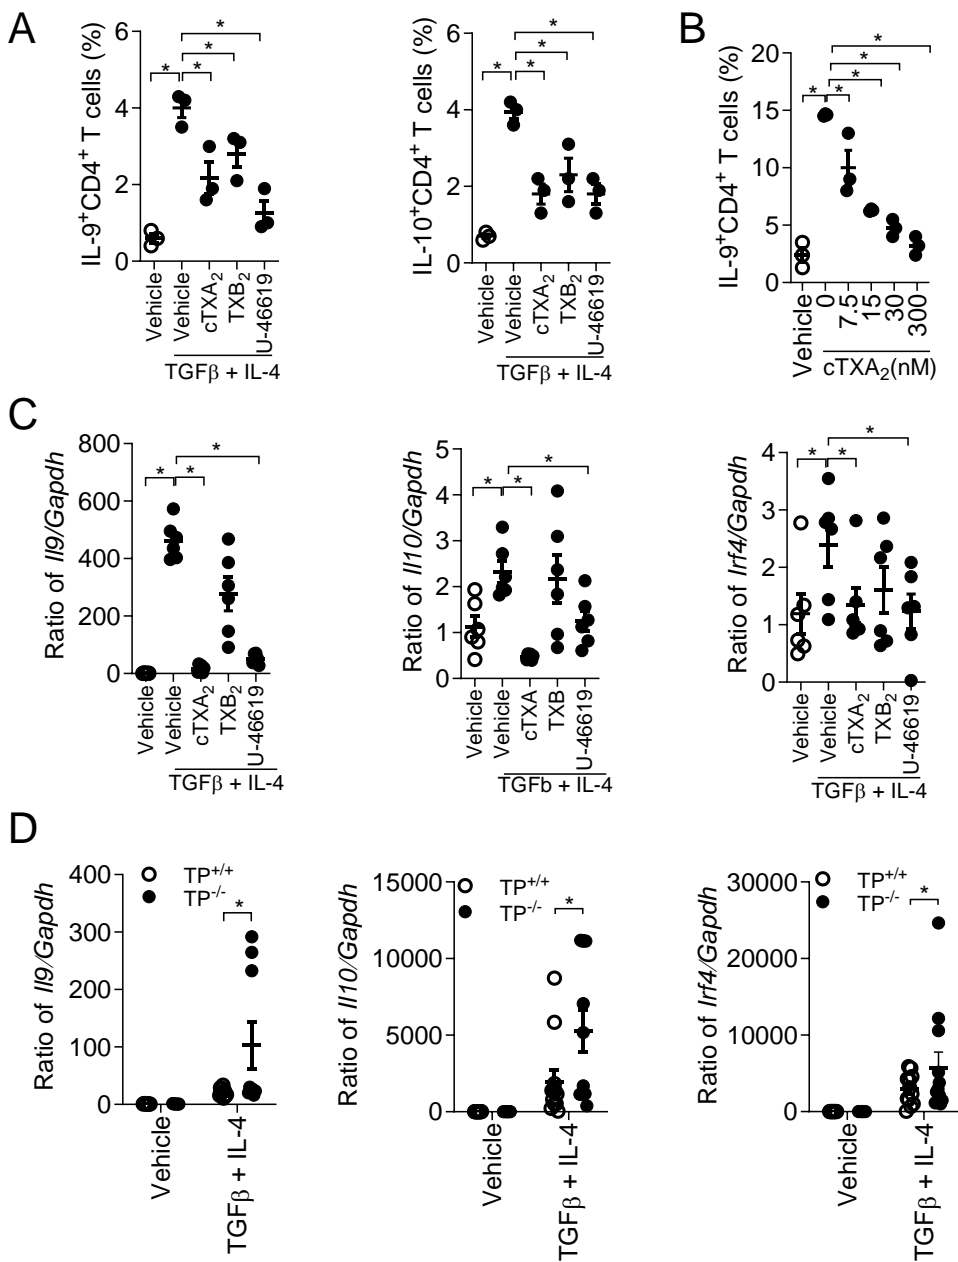 A
IL-9+CD4+ T cells (%)
6
4
2
0
*
*
*
*
Vehicle
Vehicle
cTXA2
TXB2
U-46619
TGFβ + IL-4
IL-10+CD4+ T cells (%)
6
4
2
0
*
*
*
*
Vehicle
Vehicle
cTXA2
TXB2
U-46619
TGFβ + IL-4
B
IL-9+CD4+ T cells (%)
20
15
10
5
0
*
*
*
*
*
Vehicle
0
7.5
15
30
300
cTXA2(nM)
C
Ratio of Il9/Gapdh
800
600
400
200
0
*
*
*
Vehicle
Vehicle
cTXA2
TXB2
U-46619
TGFβ + IL-4
Ratio of Il10/Gapdh
5
4
3
2
1
0
*
*
*
Vehicle
Vehicle
cTXA
TXB
U-46619
TGFb + IL-4
Ratio of Irf4/Gapdh
4
3
2
1
0
*
*
*
Vehicle
Vehicle
cTXA2
TXB2
U-46619
TGFβ + IL-4
D
Ratio of Il9/Gapdh
400
300
200
100
0
TP+/+
TP-/-
*
Vehicle
TGFβ + IL-4
Ratio of Il10/Gapdh
15000
10000
5000
0
TP+/+
TP-/-
*
Vehicle
TGFβ + IL-4
Ratio of Irf4/Gapdh
30000
20000
10000
0
TP+/+
TP-/-
*
Vehicle
TGFβ + IL-4